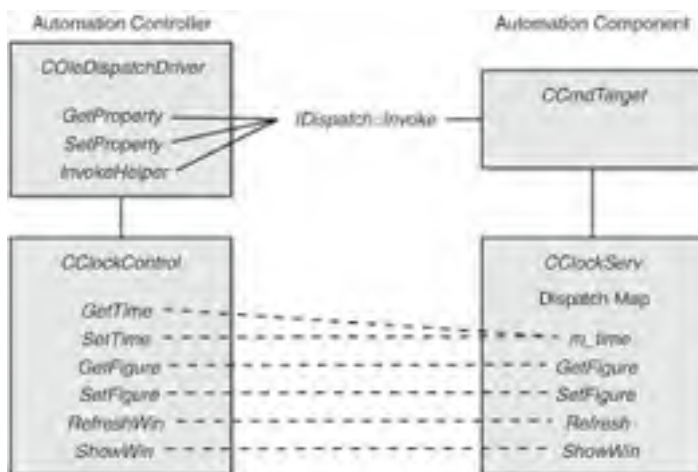 Automation Controller
COleDispatchDriver
GetProperty
SetProperty
InvokeHelper
IDispatch::Invoke
Automation Component
CCmdTarget
CClockControl
GetTime
SetTime
GetFigure
SetFigure
RefreshWin
ShowWin
CClockServ
Dispatch Map
m_time
GetFigure
SetFigure
Refresh
ShowWin